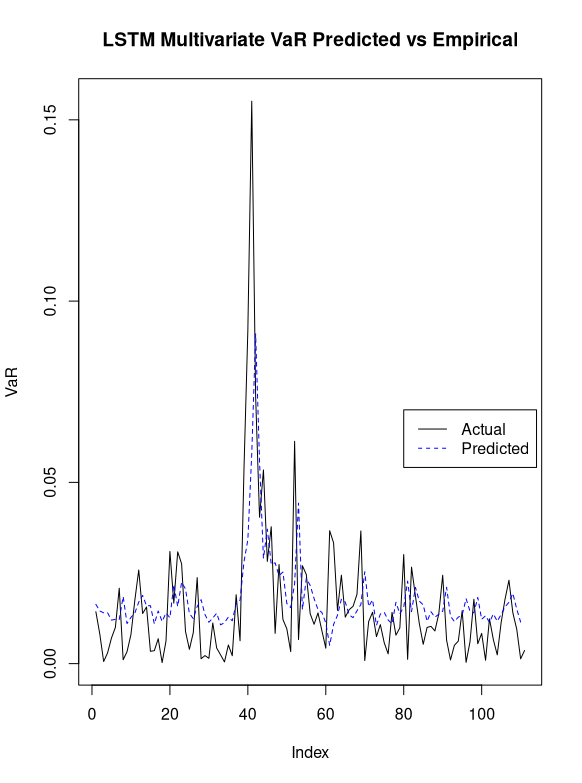 LSTM Multivariate VaR Predicted vs Empirical
0.15
0.10
0.05
0.00
VaR
Actual
Predicted
0 20 40 60 80 100
Index